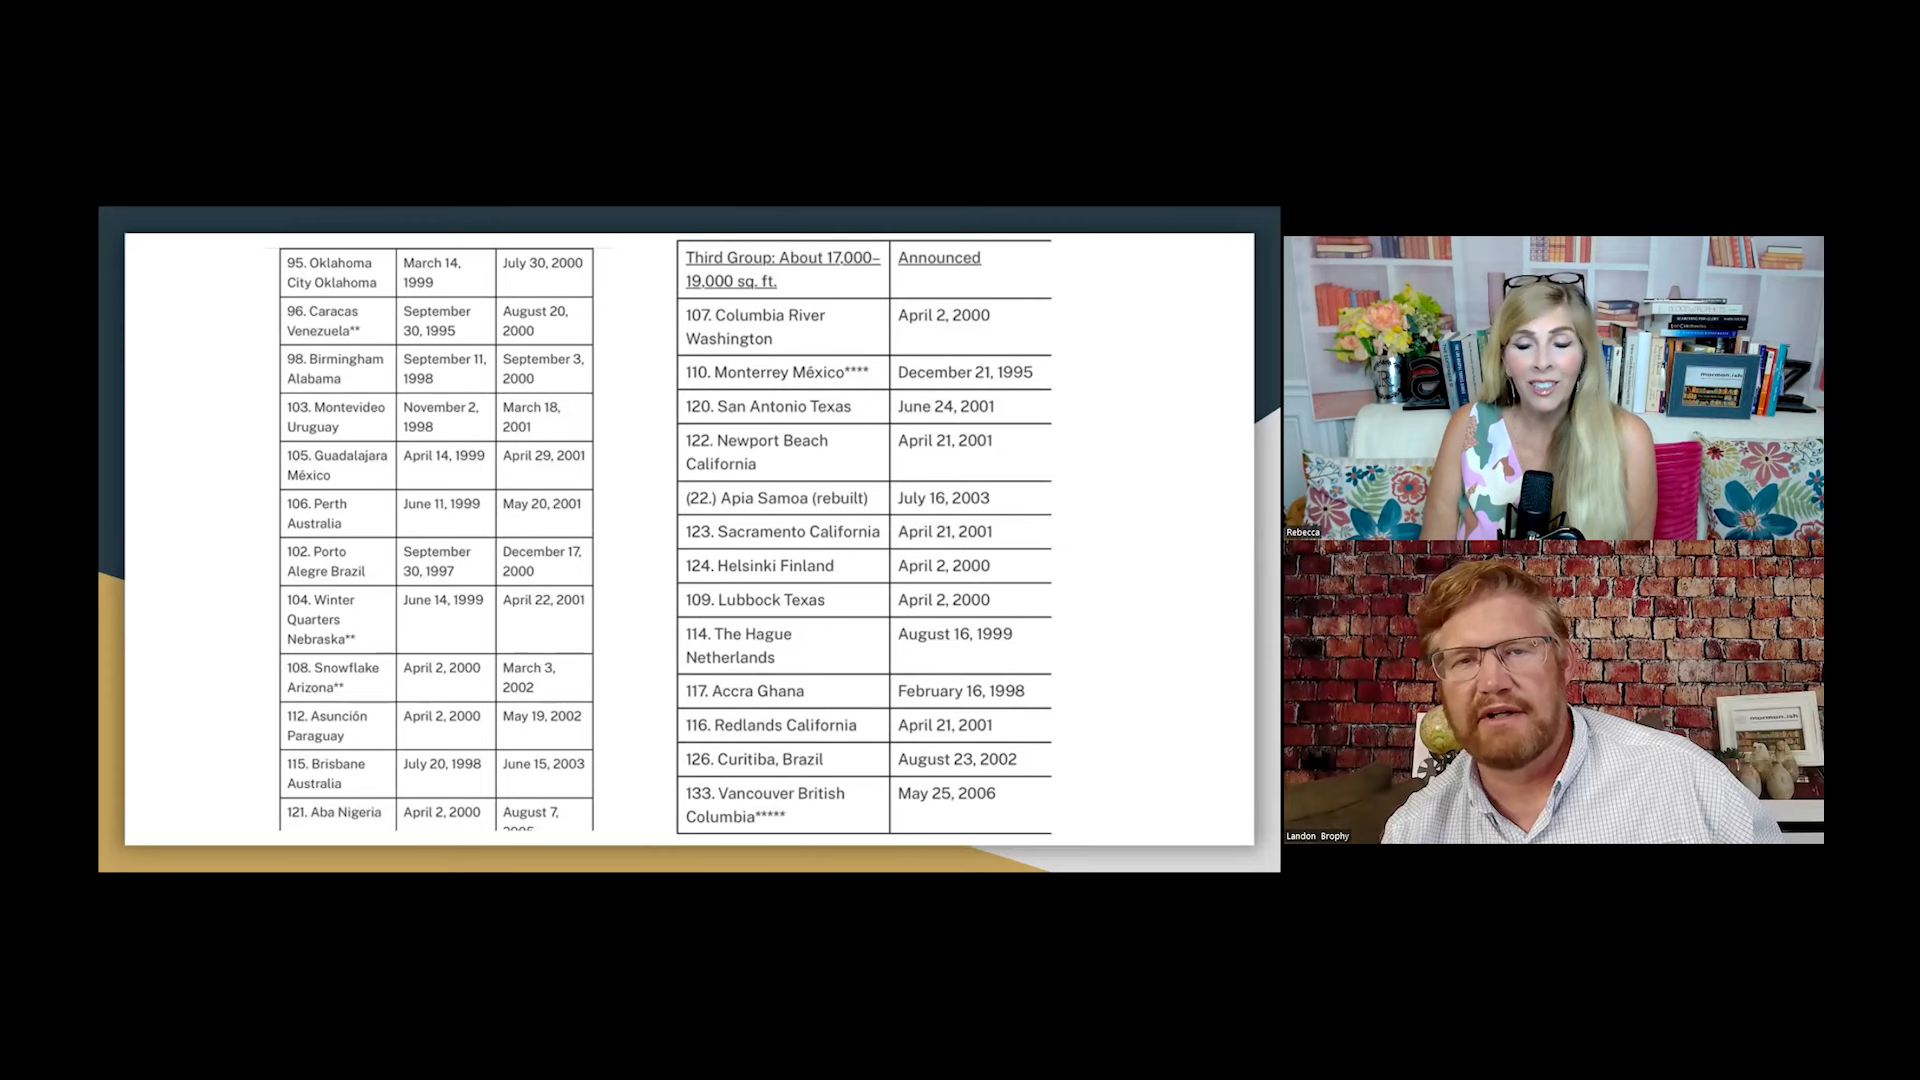 95. Oklahoma
City Oklahoma
March 14,
1999
July 30, 2000
96. Caracas
Venezuela**
September
30, 1995
August 20,
2000
98. Birmingham
Alabama
September 11,
1998
September 3,
2000
103. Montevideo
Uruguay
November 2,
1998
March 18,
2001
105. Guadalajara
México
April 14, 1999
April 29, 2001
106. Perth
Australia
June 11, 1999
May 20, 2001
102. Porto
Alegre Brazil
September
30, 1997
December 17,
2000
104. Winter
Quarters
Nebraska**
June 14, 1999
April 22, 2001
108. Snowflake
Arizona**
April 2, 2000
March 3,
2002
112. Asunción
Paraguay
April 2, 2000
May 19, 2002
115. Brisbane
Australia
July 20, 1998
June 15, 2003
121. Aba Nigeria
April 2, 2000
August 7,
Third Group: About 17,000–
19,000 sq. ft.
Announced
107. Columbia River
Washington
April 2, 2000
110. Monterrey México****
December 21, 1995
120. San Antonio Texas
June 24, 2001
122. Newport Beach
California
April 21, 2001
(22.) Apia Samoa (rebuilt)
July 16, 2003
123. Sacramento California
April 21, 2001
124. Helsinki Finland
April 2, 2000
109. Lubbock Texas
April 2, 2000
114. The Hague
Netherlands
August 16, 1999
117. Accra Ghana
February 16, 1998
116. Redlands California
April 21, 2001
126. Curitiba, Brazil
August 23, 2002
133. Vancouver British
Columbia*****
May 25, 2006
mormon.ish
Rebecca
mormon.ish
Landon Brophy